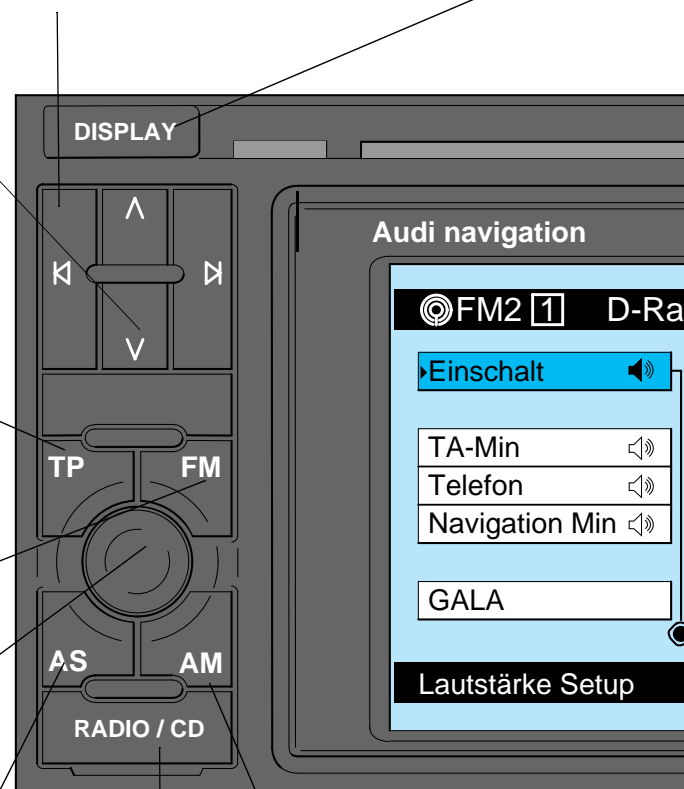 DISPLAY
Audi navigation
FM2 1 D-Ra
Einschalt
TA-Min
Telefon
Navigation Min
GALA
Lautstärke Setup
TP FM
AS AM
RADIO / CD